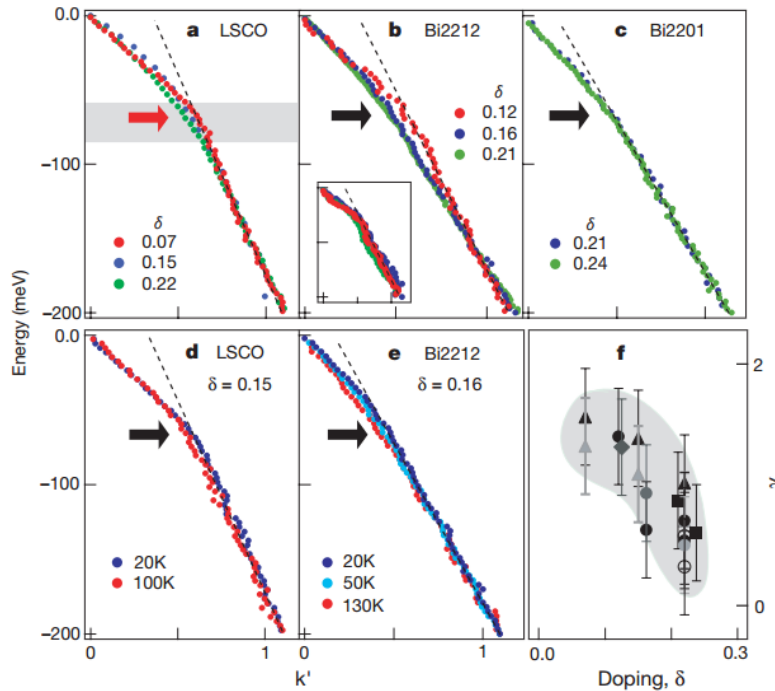 0.0
a LSCO
b Bi2212
c Bi2201
δ
0.12
0.16
0.21
−100
δ
0.07
0.15
0.22
δ
0.21
0.24
−200
Energy (meV)
0.0
d LSCO
δ = 0.15
e Bi2212
δ = 0.16
f
2
−100
20K
100K
20K
50K
130K
0
−200
0
1
0
1
0.0
0.3
k'
Doping, δ